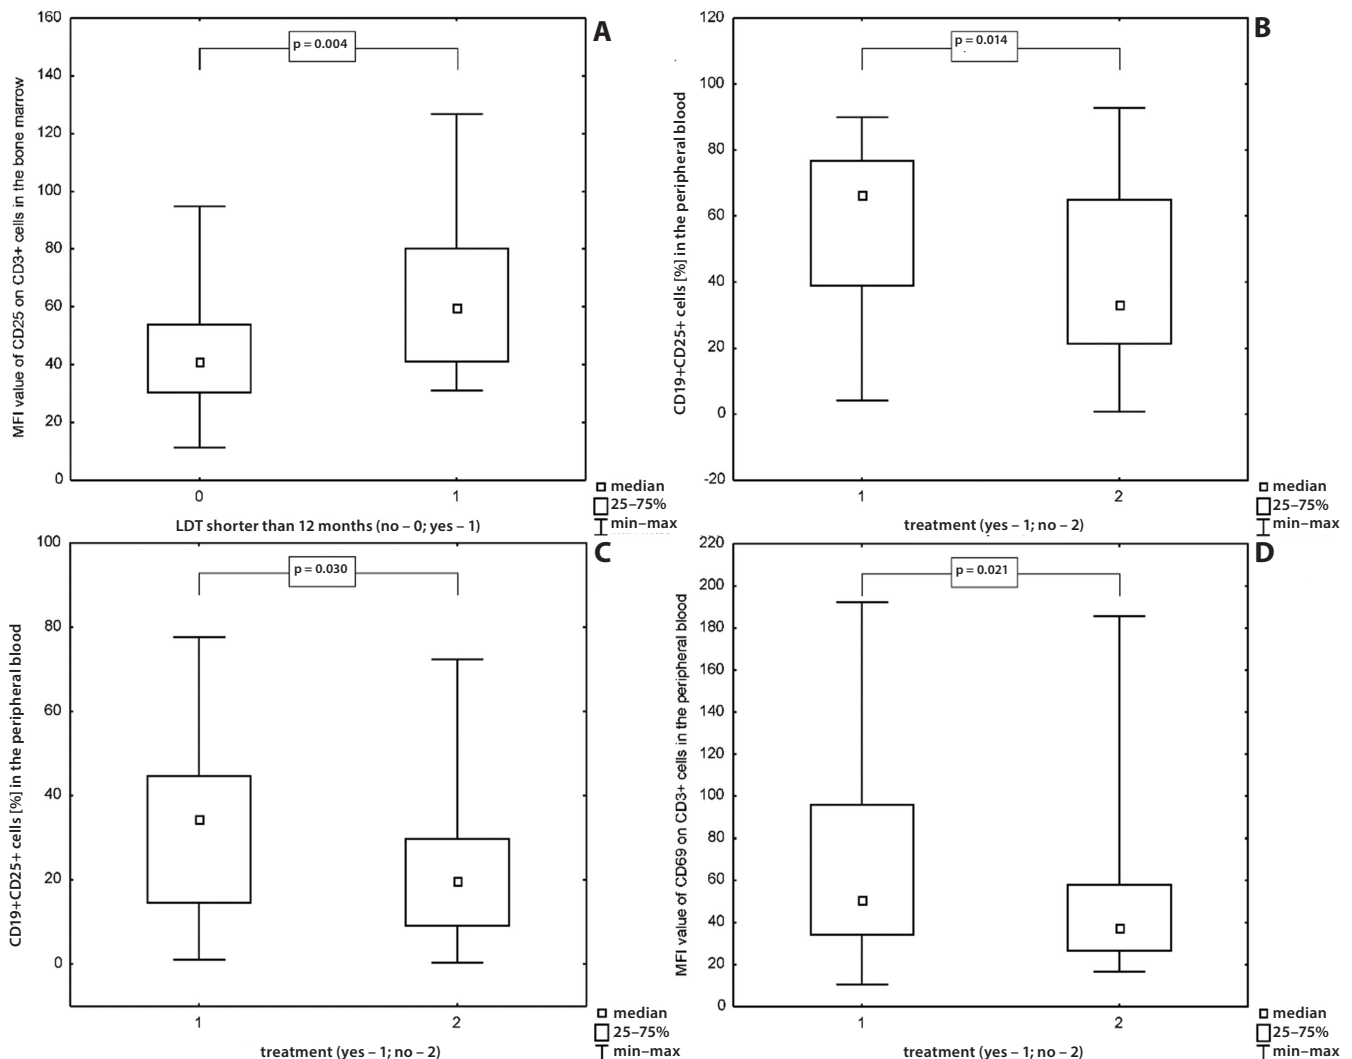 A
MFI value of CD25 on CD3+ cells in the bone marrow
160
140
120
100
80
60
40
20
0
p = 0.004
0
1
LDT shorter than 12 months (no – 0; yes – 1)
median
25–75%
min–max
B
CD19+CD25+ cells [%] in the peripheral blood
120
100
80
60
40
20
0
-20
p = 0.014
1
2
treatment (yes – 1; no – 2)
median
25–75%
min–max
C
CD19+CD25+ cells [%] in the peripheral blood
100
80
60
40
20
0
p = 0.030
1
2
treatment (yes – 1; no – 2)
median
25–75%
min–max
D
MFI value of CD69 on CD3+ cells in the peripheral blood
220
200
180
160
140
120
100
80
60
40
20
0
p = 0.021
1
2
treatment (yes – 1; no – 2)
median
25–75%
min–max